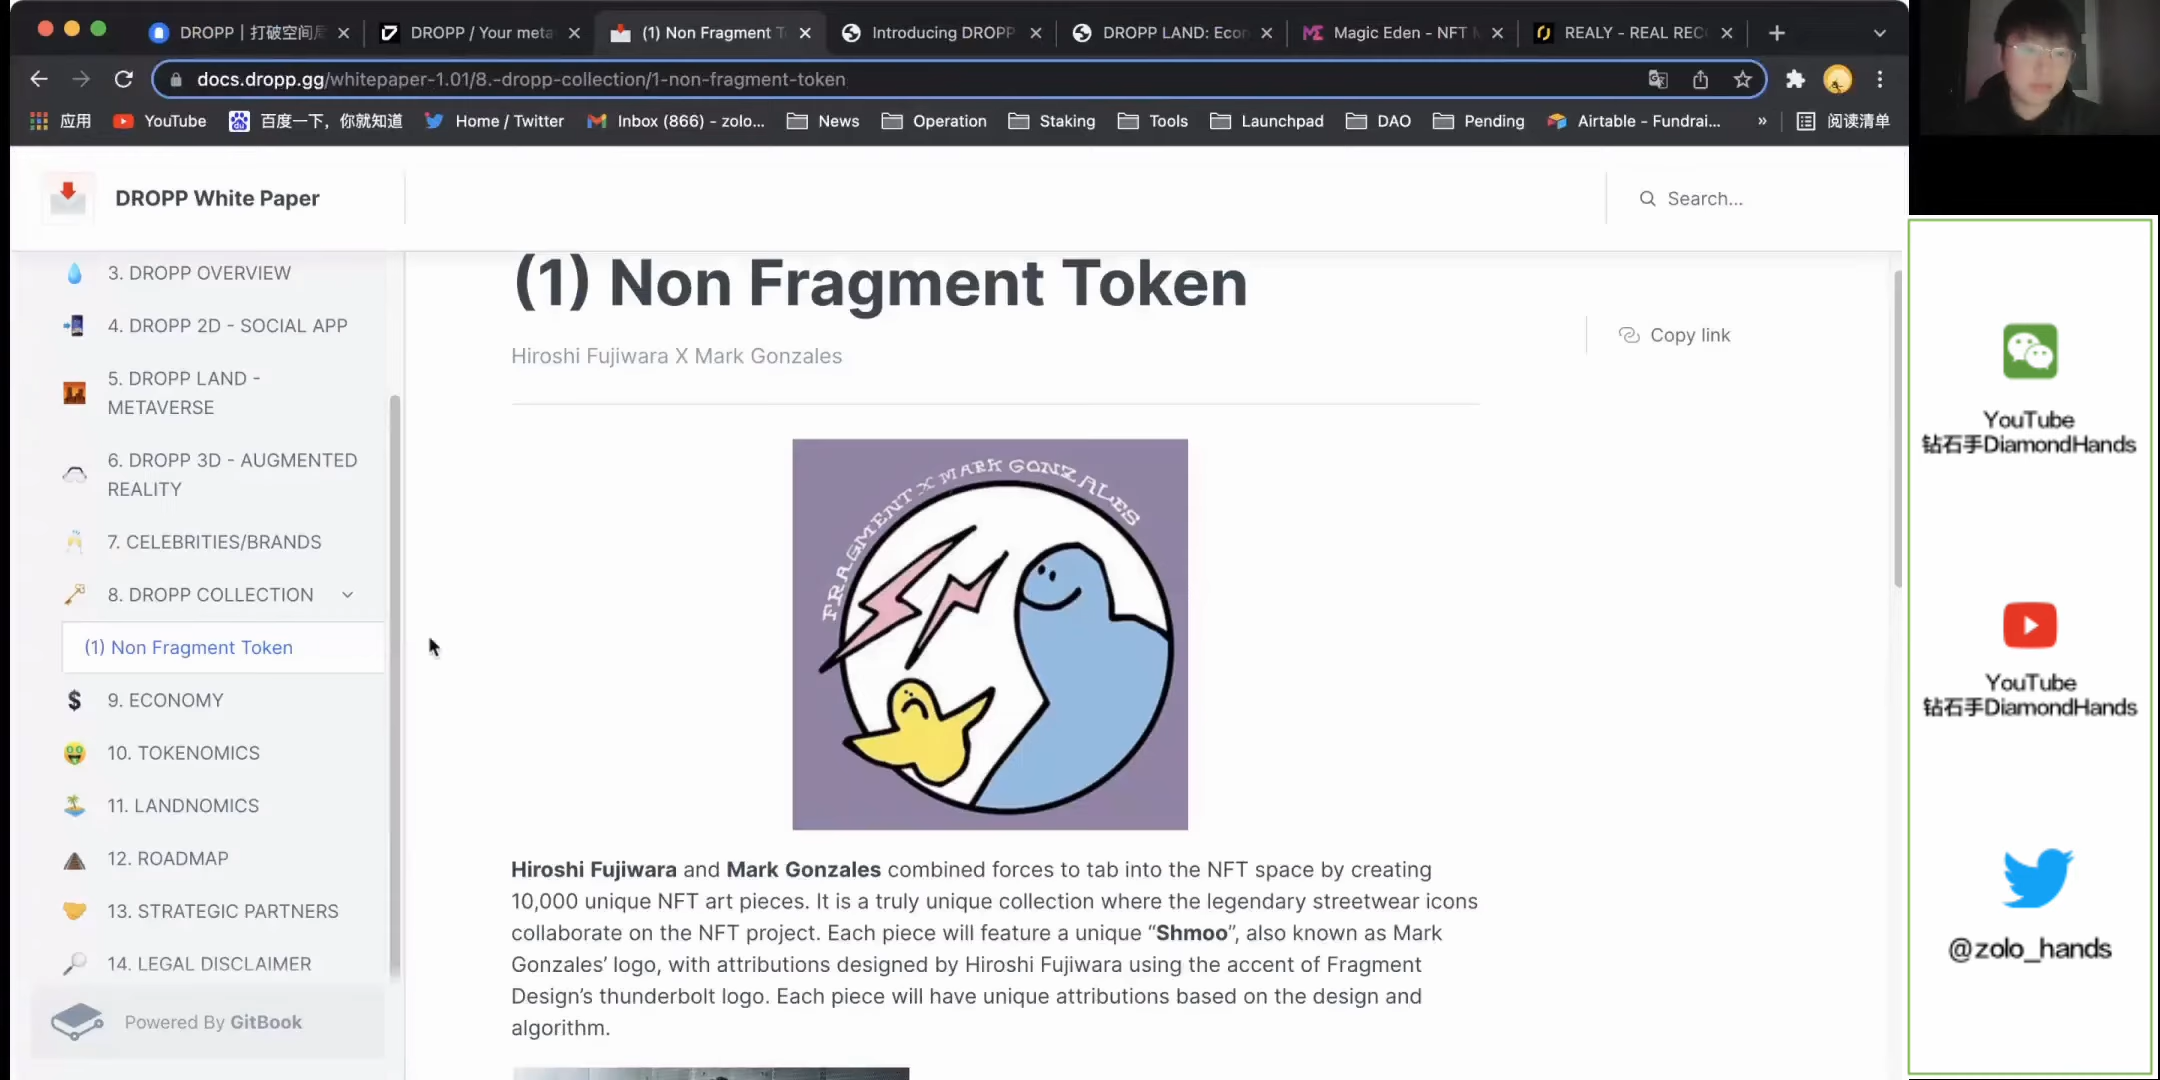 DROPP | 打破空间局
DROPP / Your meta
(1) Non Fragment T
Introducing DROPP
DROPP LAND: Econ
Magic Eden - NFT M
REALY - REAL REC
docs.dropp.gg/whitepaper-1.01/8.-dropp-collection/1-non-fragment-token
应用
YouTube
百度一下，你就知道
Home / Twitter
Inbox (866) - zolo...
News
Operation
Staking
Tools
Launchpad
DAO
Pending
Airtable - Fundrai...
»
阅读清单
DROPP White Paper
Search...
3. DROPP OVERVIEW
4. DROPP 2D - SOCIAL APP
5. DROPP LAND -
METAVERSE
6. DROPP 3D - AUGMENTED
REALITY
7. CELEBRITIES/BRANDS
8. DROPP COLLECTION
(1) Non Fragment Token
$ 9. ECONOMY
10. TOKENOMICS
11. LANDNOMICS
12. ROADMAP
13. STRATEGIC PARTNERS
14. LEGAL DISCLAIMER
Powered By GitBook
(1) Non Fragment Token
Hiroshi Fujiwara X Mark Gonzales
Copy link
FRAGMENT X MARK GONZALES
Hiroshi Fujiwara and Mark Gonzales combined forces to tab into the NFT space by creating
10,000 unique NFT art pieces. It is a truly unique collection where the legendary streetwear icons
collaborate on the NFT project. Each piece will feature a unique “Shmoo”, also known as Mark
Gonzales’ logo, with attributions designed by Hiroshi Fujiwara using the accent of Fragment
Design’s thunderbolt logo. Each piece will have unique attributions based on the design and
algorithm.
YouTube
钻石手DiamondHands
YouTube
钻石手DiamondHands
@zolo_hands